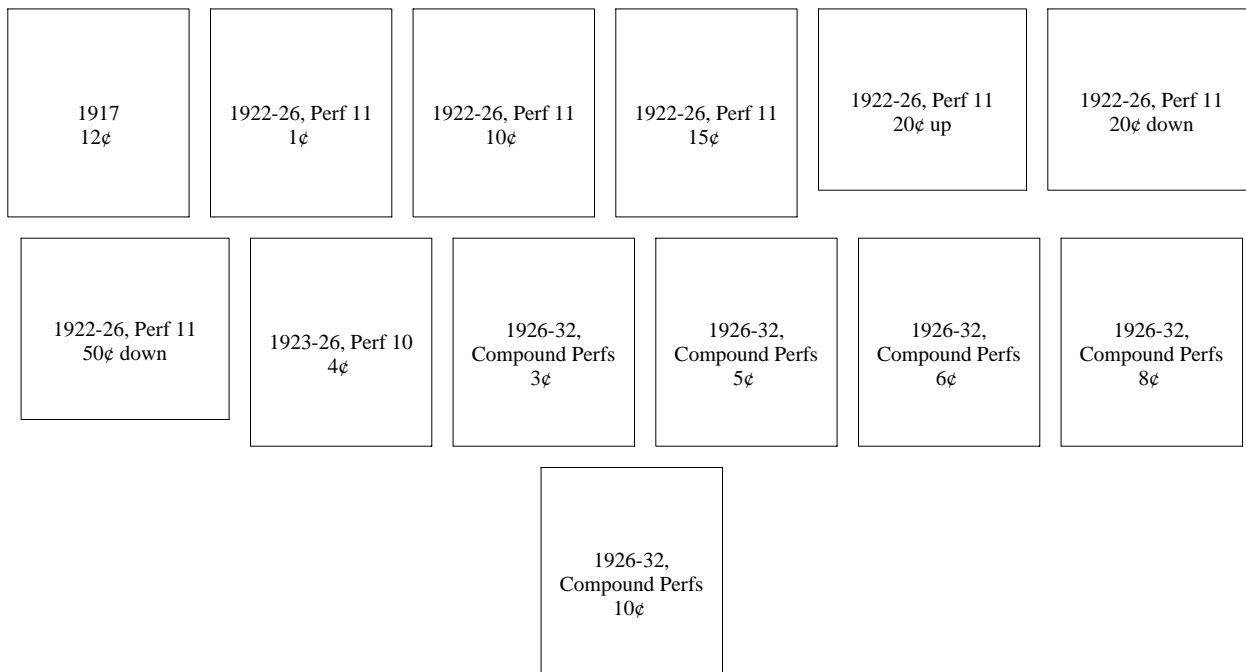 1917
12¢
1922-26, Perf 11
1¢
1922-26, Perf 11
10¢
1922-26, Perf 11
15¢
1922-26, Perf 11
20¢ up
1922-26, Perf 11
20¢ down
1922-26, Perf 11
50¢ down
1923-26, Perf 10
4¢
1926-32,
Compound Perfs
3¢
1926-32,
Compound Perfs
5¢
1926-32,
Compound Perfs
6¢
1926-32,
Compound Perfs
8¢
1926-32,
Compound Perfs
10¢